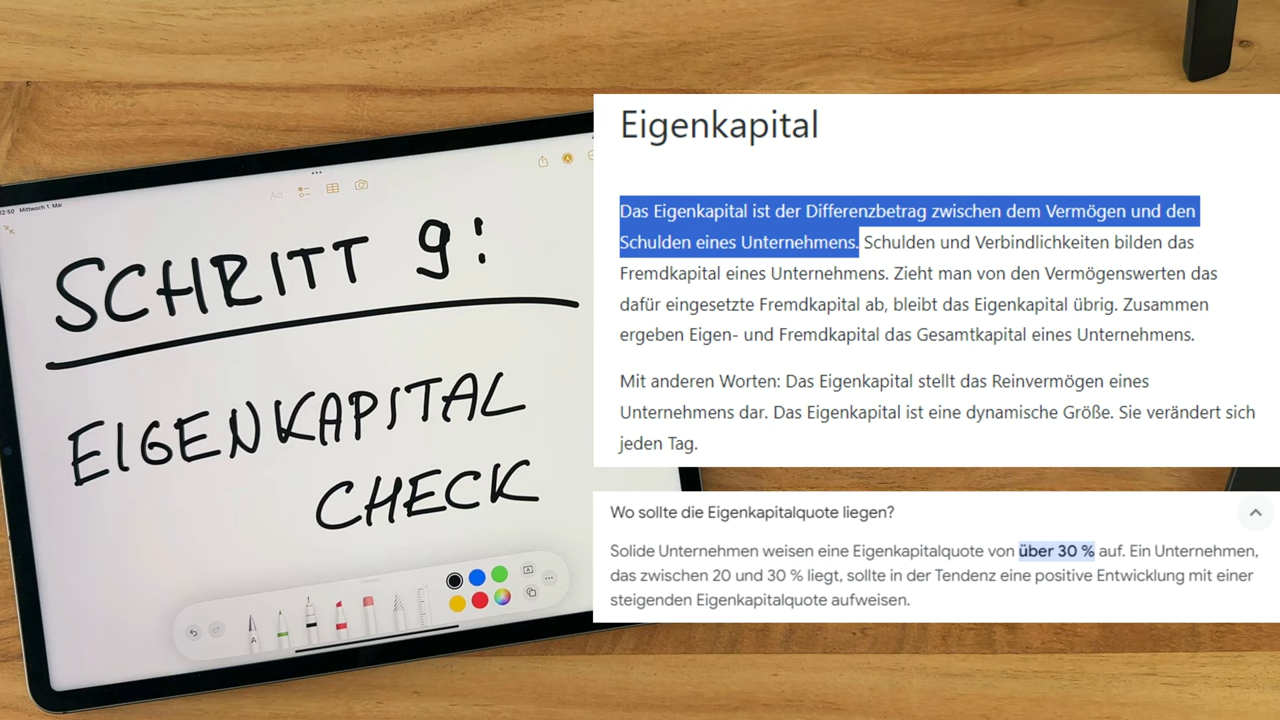 12:50 Mittwoch 1. Mai
Aa
SCHRITT 9:
EIGENKAPITAL
CHECK
A
A
Eigenkapital
Das Eigenkapital ist der Differenzbetrag zwischen dem Vermögen und den
Schulden eines Unternehmens. Schulden und Verbindlichkeiten bilden das
Fremdkapital eines Unternehmens. Zieht man von den Vermögenswerten das
dafür eingesetzte Fremdkapital ab, bleibt das Eigenkapital übrig. Zusammen
ergeben Eigen- und Fremdkapital das Gesamtkapital eines Unternehmens.
Mit anderen Worten: Das Eigenkapital stellt das Reinvermögen eines
Unternehmens dar. Das Eigenkapital ist eine dynamische Größe. Sie verändert sich
jeden Tag.
Wo sollte die Eigenkapitalquote liegen?
Solide Unternehmen weisen eine Eigenkapitalquote von über 30 % auf. Ein Unternehmen,
das zwischen 20 und 30 % liegt, sollte in der Tendenz eine positive Entwicklung mit einer
steigenden Eigenkapitalquote aufweisen.